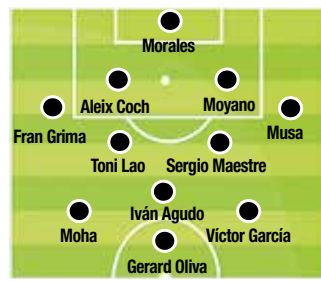 Morales
Aleix Coch
Moyano
Fran Grima
Musa
Toni Lao
Sergio Maestre
Iván Agudo
Moha
Víctor García
Gerard Oliva